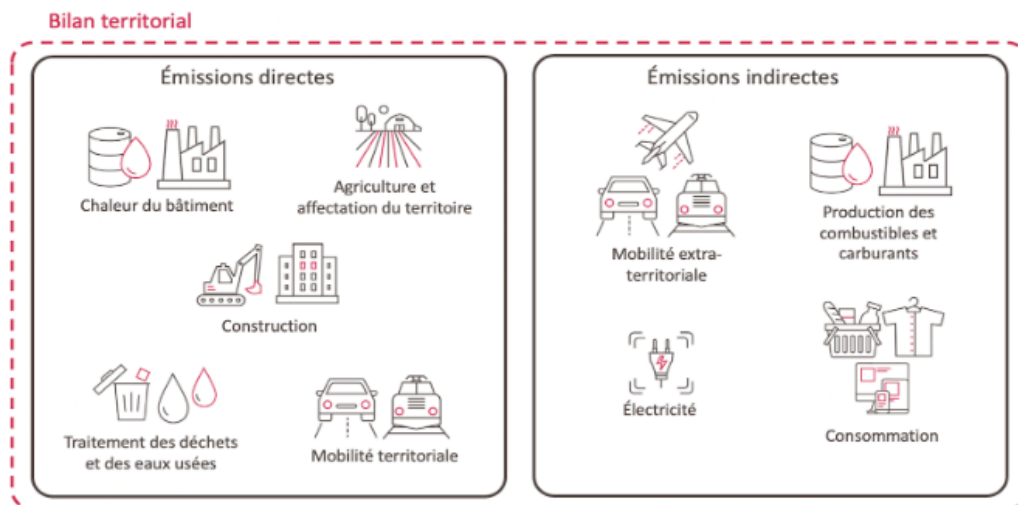 Bilan territorial
Émissions directes
Chaleur du bâtiment
Agriculture et
affectation du territoire
Construction
Traitement des déchets
et des eaux usées
Mobilité territoriale
Émissions indirectes
Mobilité extra-
territoriale
Production des
combustibles et
carburants
Électricité
Consommation